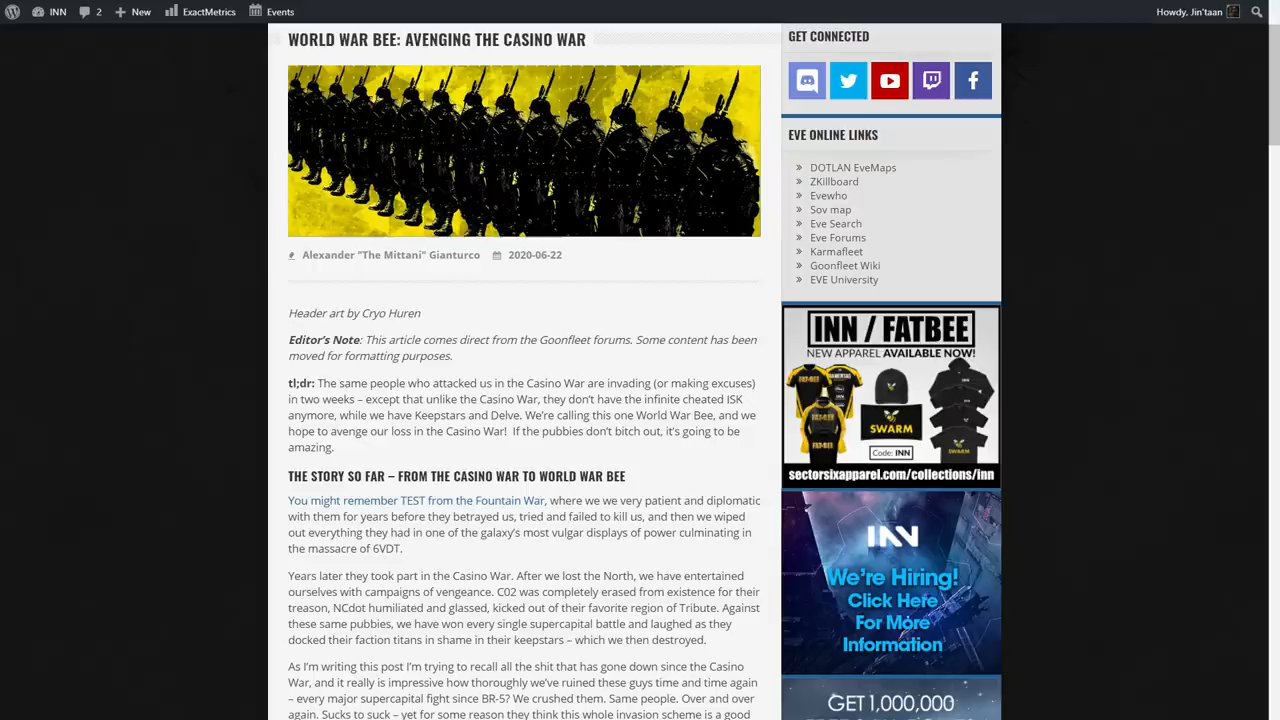 INN
2
New
ExactMetrics
Events
Howdy, Jin'taan
WORLD WAR BEE: AVENGING THE CASINO WAR
Alexander "The Mittani" Gianturco
2020-06-22
Header art by Cryo Huren
Editor's Note: This article comes direct from the Goonfleet forums. Some content has been
moved for formatting purposes.
tl;dr: The same people who attacked us in the Casino War are invading (or making excuses)
in two weeks – except that unlike the Casino War, they don't have the infinite cheated ISK
anymore, while we have Keepstars and Delve. We're calling this one World War Bee, and we
hope to avenge our loss in the Casino War!  If the pubbies don't bitch out, it's going to be
amazing.
THE STORY SO FAR – FROM THE CASINO WAR TO WORLD WAR BEE
You might remember TEST from the Fountain War, where we we very patient and diplomatic
with them for years before they betrayed us, tried and failed to kill us, and then we wiped
out everything they had in one of the galaxy's most vulgar displays of power culminating in
the massacre of 6VDT.
Years later they took part in the Casino War. After we lost the North, we have entertained
ourselves with campaigns of vengeance. C02 was completely erased from existence for their
treason, NCdot humiliated and glassed, kicked out of their favorite region of Tribute. Against
these same pubbies, we have won every single supercapital battle and laughed as they
docked their faction titans in shame in their keepstars – which we then destroyed.
As I'm writing this post I'm trying to recall all the shit that has gone down since the Casino
War, and it really is impressive how thoroughly we've ruined these guys time and time again
– every major supercapital fight since BR-5? We crushed them. Same people. Over and over
again. Sucks to suck – yet for some reason they think this whole invasion scheme is a good
GET CONNECTED
EVE ONLINE LINKS
DOTLAN EveMaps
ZKillboard
Evewho
Sov map
Eve Search
Eve Forums
Karmafleet
Goonfleet Wiki
EVE University
INN / FATBEE
NEW APPAREL AVAILABLE NOW!
FAT-BEE
SWARM
FAT-BEE
SWARM
Code: INN
sectorsixapparel.com/collections/inn
INN
We're Hiring!
Click Here
For More
Information
GET 1,000,000